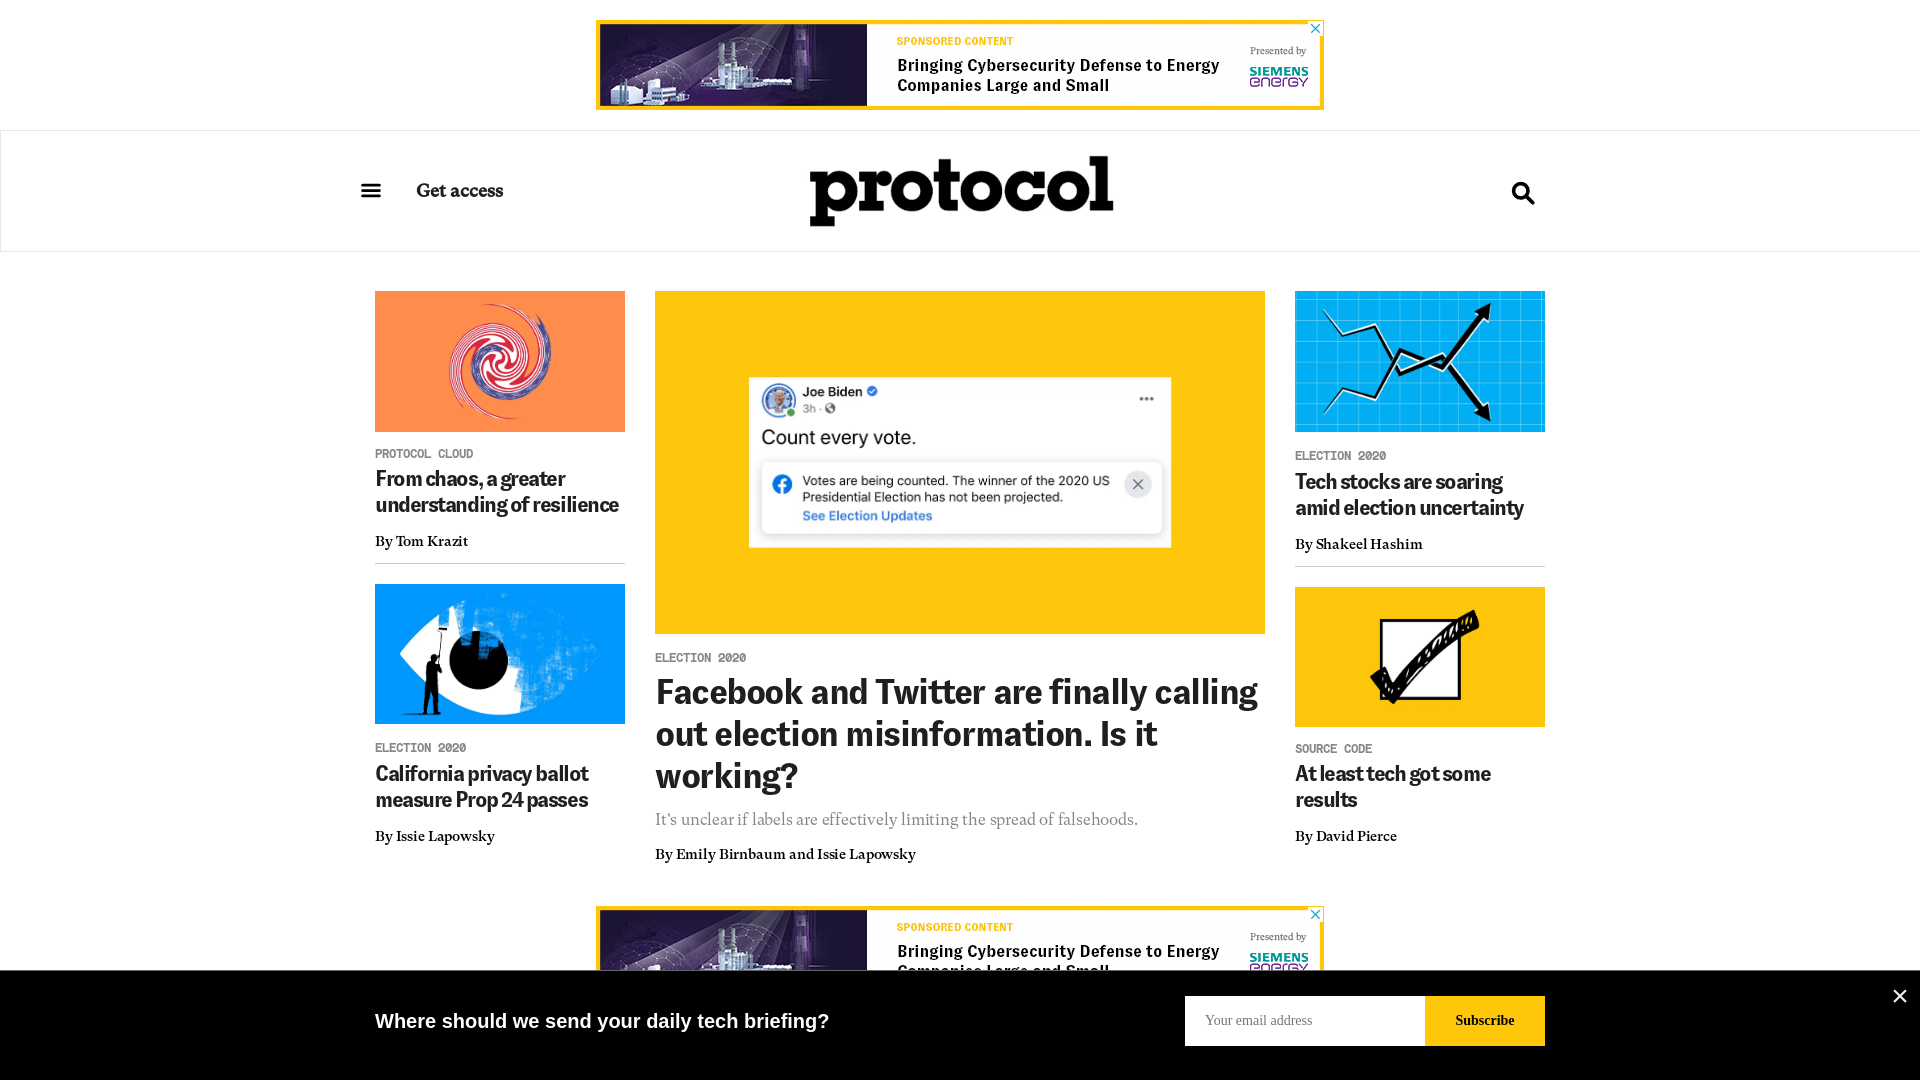 SPONSORED CONTENT
Bringing Cybersecurity Defense to Energy
Companies Large and Small
Presented by
SIEMENS
energy
Get access
protocol
PROTOCOL CLOUD
From chaos, a greater
understanding of resilience
By Tom Krazit
ELECTION 2020
California privacy ballot
measure Prop 24 passes
By Issie Lapowsky
Joe Biden
3h ·
Count every vote.
Votes are being counted. The winner of the 2020 US
Presidential Election has not been projected.
See Election Updates
ELECTION 2020
Facebook and Twitter are finally calling
out election misinformation. Is it
working?
It's unclear if labels are effectively limiting the spread of falsehoods.
By Emily Birnbaum and Issie Lapowsky
ELECTION 2020
Tech stocks are soaring
amid election uncertainty
By Shakeel Hashim
SOURCE CODE
At least tech got some
results
By David Pierce
SPONSORED CONTENT
Bringing Cybersecurity Defense to Energy
Companies Large and Small
Presented by
SIEMENS
energy
Where should we send your daily tech briefing?
Your email address
Subscribe